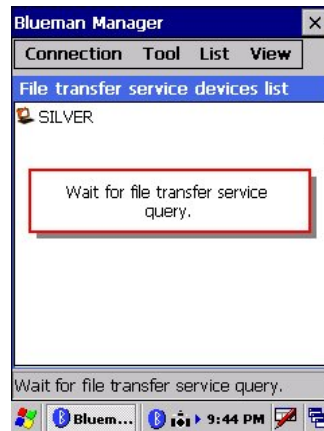 Blueman Manager
Connection Tool List View
File transfer service devices list
SILVER
Wait for file transfer service
query.
Wait for file transfer service query.
Bluem... 9:44 PM